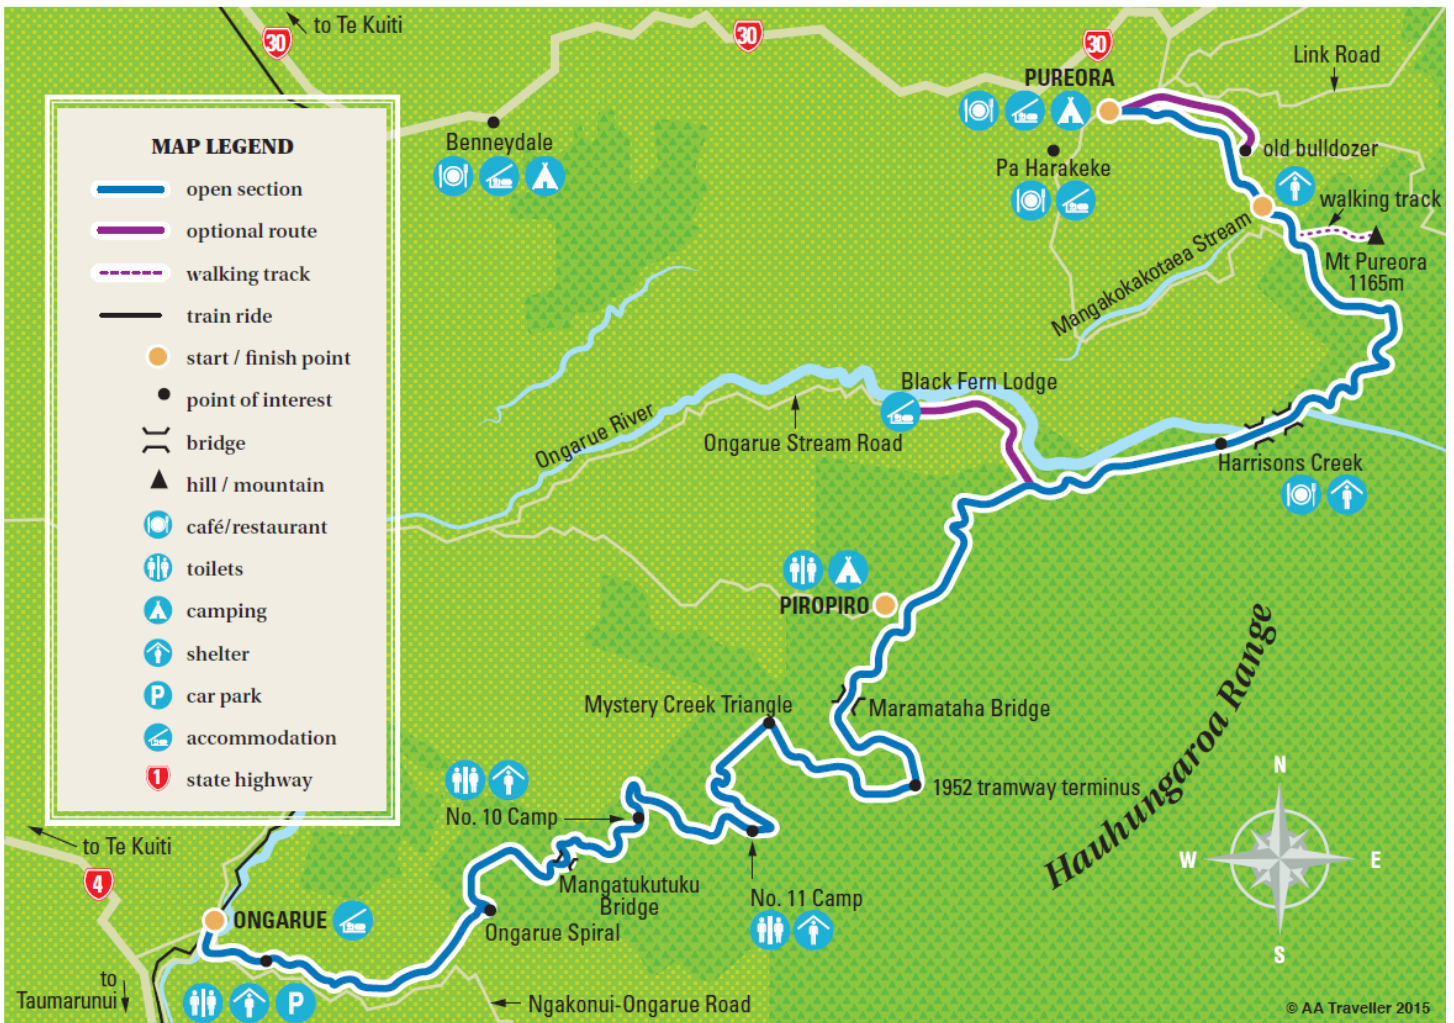 to Te Kuiti
30
30
30
PUREORA
Link Road
Benneydale
old bulldozer
Pa Harakeke
walking track
Mt Pureora
1165m
Mangakokakotaea Stream
MAP LEGEND
open section
optional route
walking track
train ride
start / finish point
point of interest
bridge
hill / mountain
café/restaurant
toilets
camping
shelter
P
car park
accommodation
1
state highway
Black Fern Lodge
Ongarue River
Ongarue Stream Road
Harrisons Creek
PIROPIRO
Mystery Creek Triangle
Maramataha Bridge
1952 tramway terminus
Hauhungaroa Range
No. 10 Camp
Mangatukutuku
Bridge
No. 11 Camp
Ongarue Spiral
to Te Kuiti
4
ONGARUE
to
Taumarunui
P
Ngakonui-Ongarue Road
N
W
E
S
© AA Traveller 2015